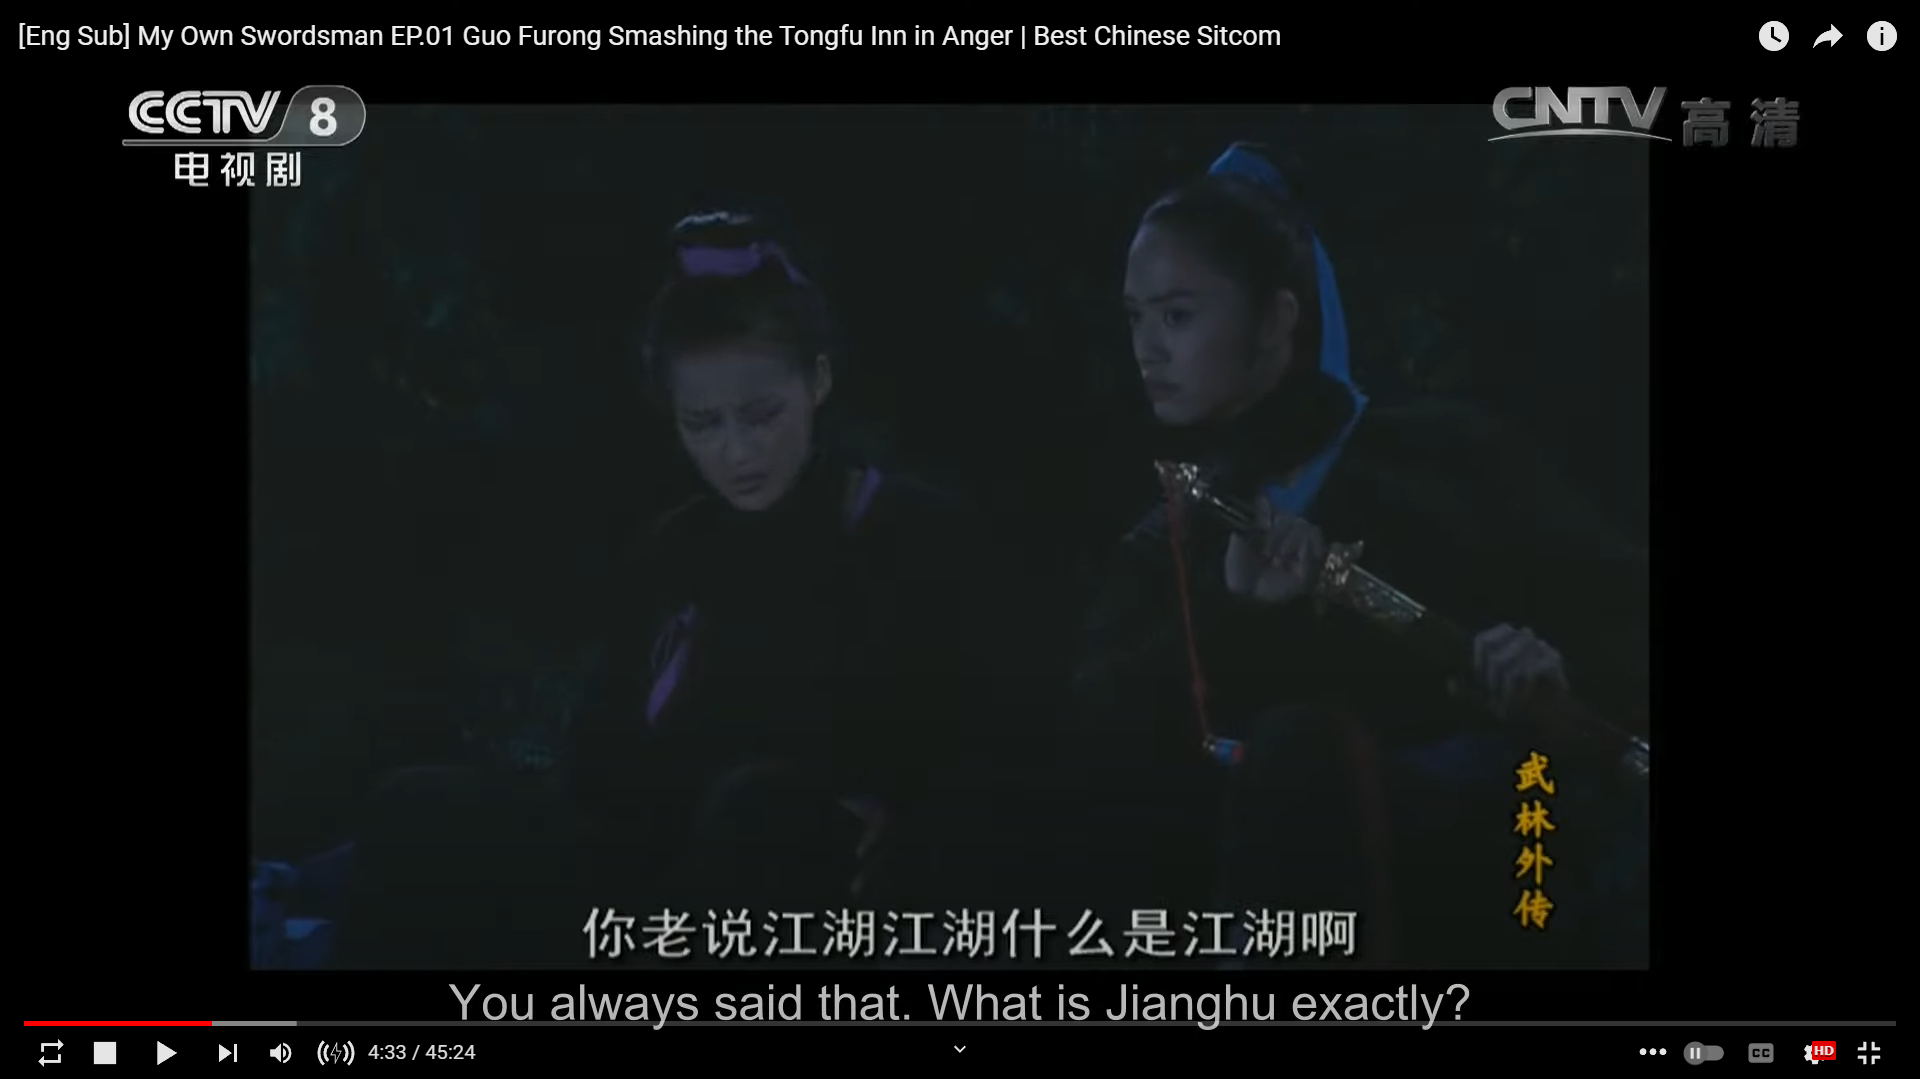 [Eng Sub] My Own Swordsman EP.01 Guo Furong Smashing the Tongfu Inn in Anger | Best Chinese Sitcom
CCTV 8
电视剧
CNTV 高清
武林外传
你老说江湖江湖什么是江湖啊
You always said that. What is Jianghu exactly?
4:33 / 45:24
CC
HD